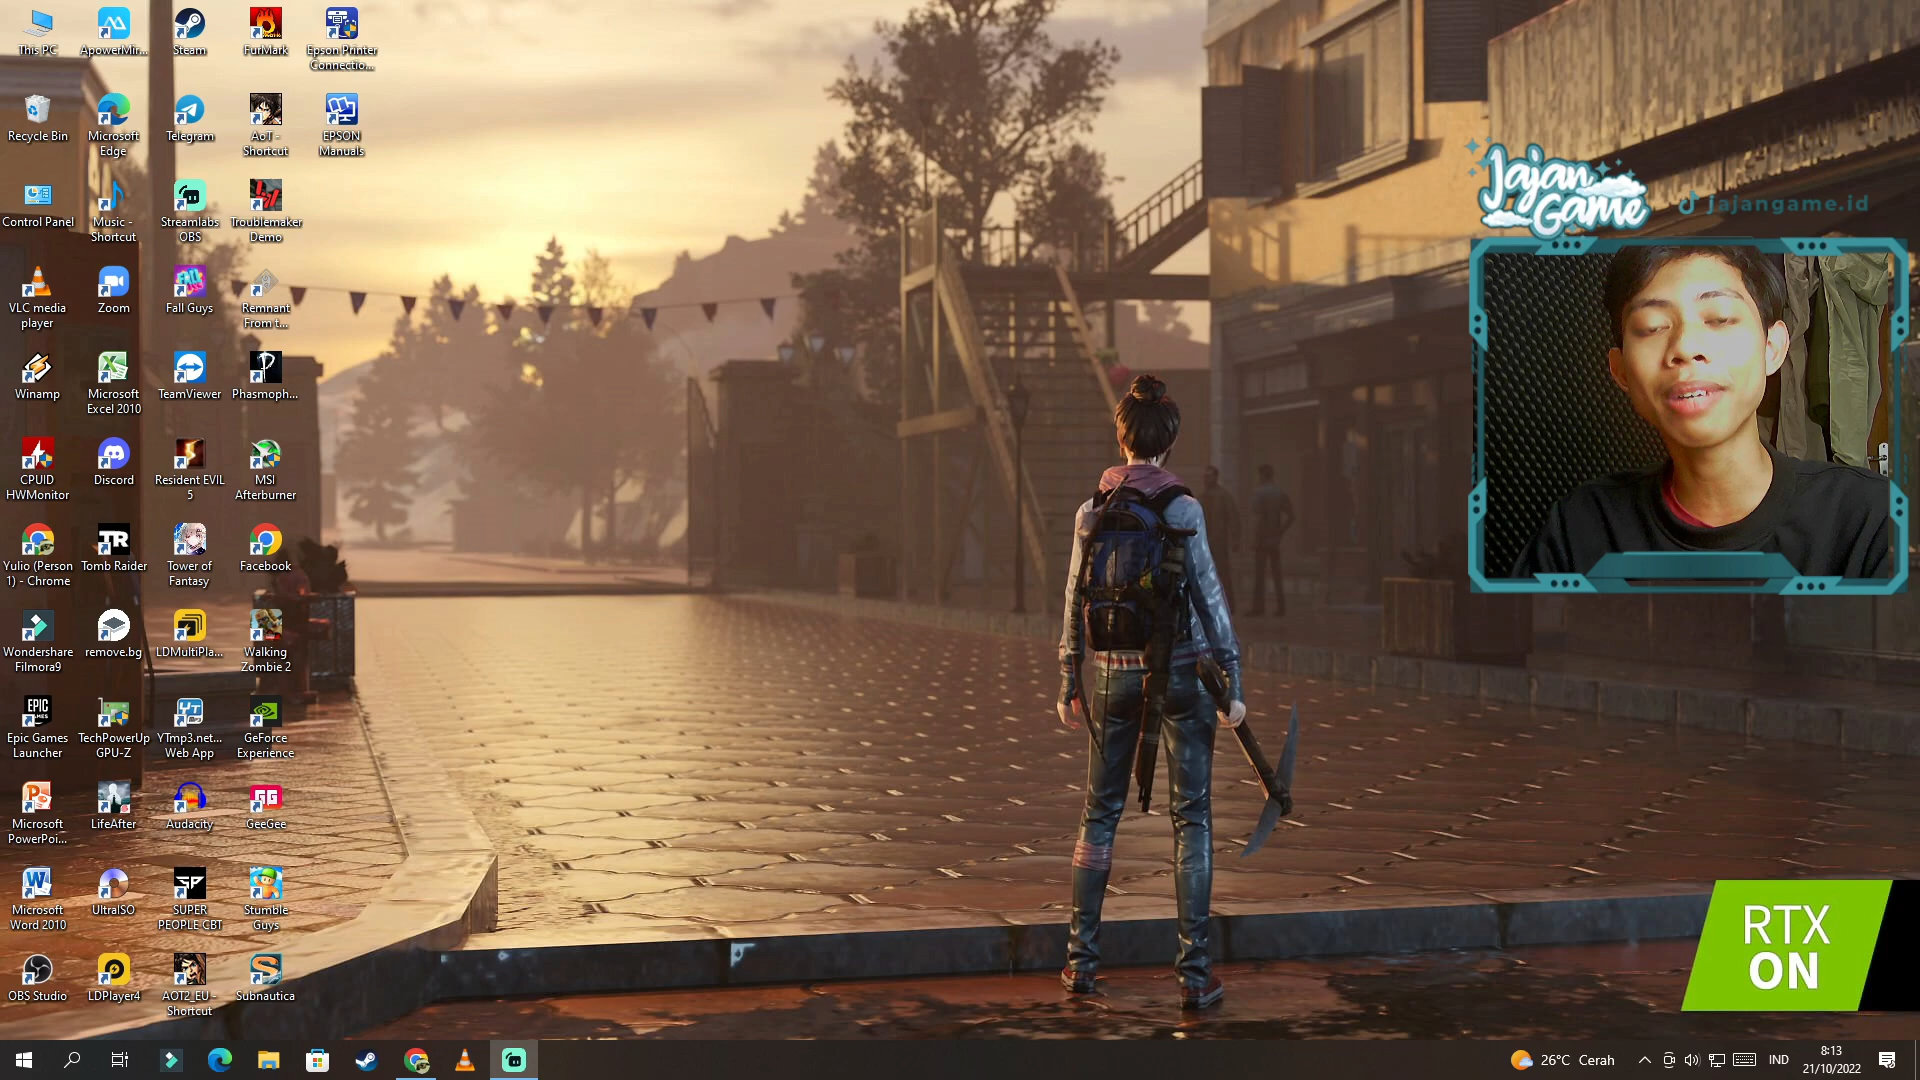 This PC
ApowerMir...
Steam
FurMark
Epson Printer
Connectio...
Recycle Bin
Microsoft
Edge
Telegram
AoT -
Shortcut
EPSON
Manuals
Control Panel
Music -
Shortcut
Streamlabs
OBS
Troublemaker
Demo
VLC media
player
Zoom
Fall Guys
Remnant
From t...
Winamp
Microsoft
Excel 2010
TeamViewer
Phasmoph...
CPUID
HWMonitor
Discord
Resident EVIL
5
MSI
Afterburner
Yulio (Person
1) - Chrome
TR
Tomb Raider
Tower of
Fantasy
Facebook
Wondershare
Filmora9
remove.bg
LDMultiPla...
Walking
Zombie 2
EPIC
GAMES
Epic Games
Launcher
TechPowerUp
GPU-Z
YTmp3.net...
Web App
GeForce
Experience
Microsoft
PowerPoi...
LifeAfter
Audacity
GG
GeeGee
Microsoft
Word 2010
UltraISO
SP
SUPER
PEOPLE CBT
Stumble
Guys
OBS Studio
LDPlayer4
AOT2_EU -
Shortcut
Subnautica
Jajan
Game
jajangame.id
RTX
ON
26°C Cerah
IND
8:13
21/10/2022